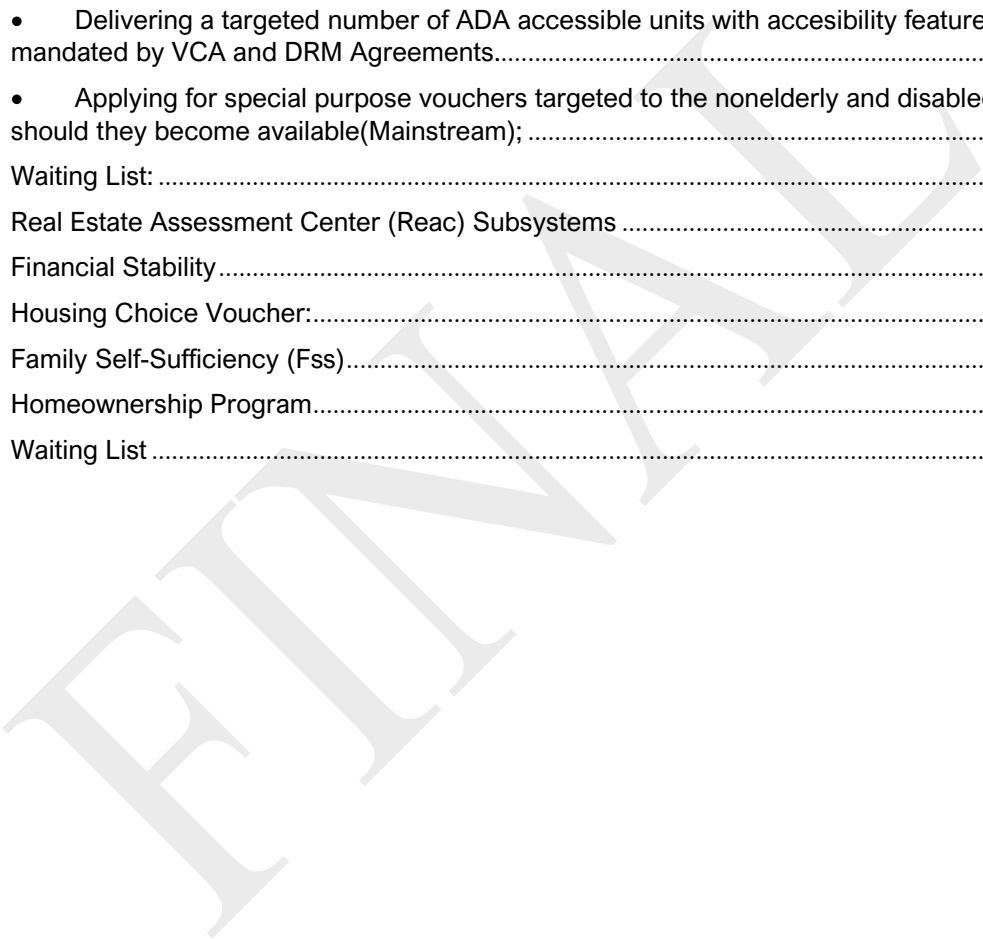 • Delivering a targeted number of ADA accessible units with accesibility feature
mandated by VCA and DRM Agreements.....................................................................
• Applying for special purpose vouchers targeted to the nonelderly and disable
should they become available(Mainstream); ................................................................
Waiting List: ....................................................................................................................
Real Estate Assessment Center (Reac) Subsystems ...................................................
Financial Stability............................................................................................................
Housing Choice Voucher:...............................................................................................
Family Self-Sufficiency (Fss)..........................................................................................
Homeownership Program...............................................................................................
Waiting List .....................................................................................................................
FINAL